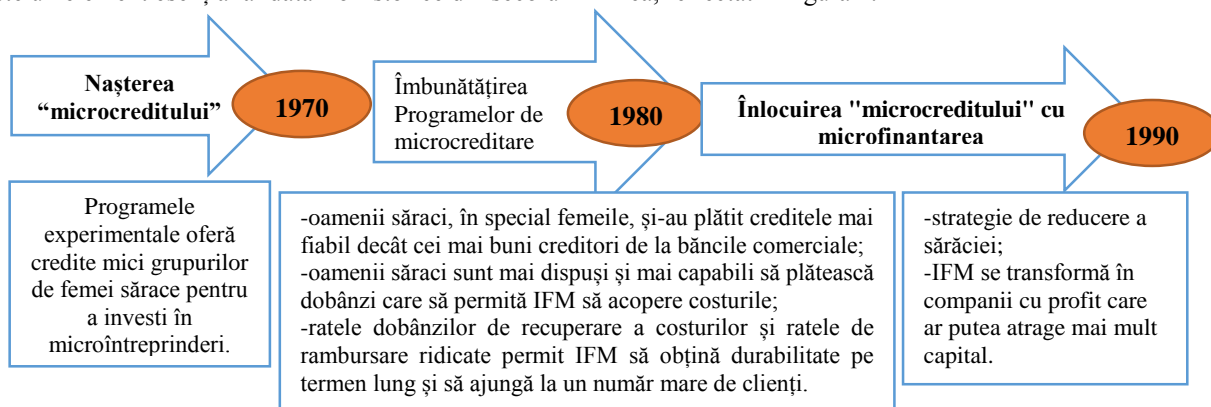 Nașterea
“microcreditului”
1970
Îmbunătățirea
Programelor de
microcreditare
1980
Înlocuirea "microcreditului" cu
microfinantarea
1990
Programele
experimentale oferă
credite mici grupurilor
de femei sărace pentru
a investi în
microîntreprinderi.
-oamenii săraci, în special femeile, și-au plătit creditele mai
fiabil decât cei mai buni creditori de la băncile comerciale;
-oamenii săraci sunt mai dispuși și mai capabili să plătească
dobânzi care să permită IFM să acopere costurile;
-ratele dobânzilor de recuperare a costurilor și ratele de
rambursare ridicate permit IFM să obțină durabilitate pe
termen lung și să ajungă la un număr mare de clienți.
-strategie de reducere a
sărăciei;
-IFM se transformă în
companii cu profit care
ar putea atrage mai mult
capital.